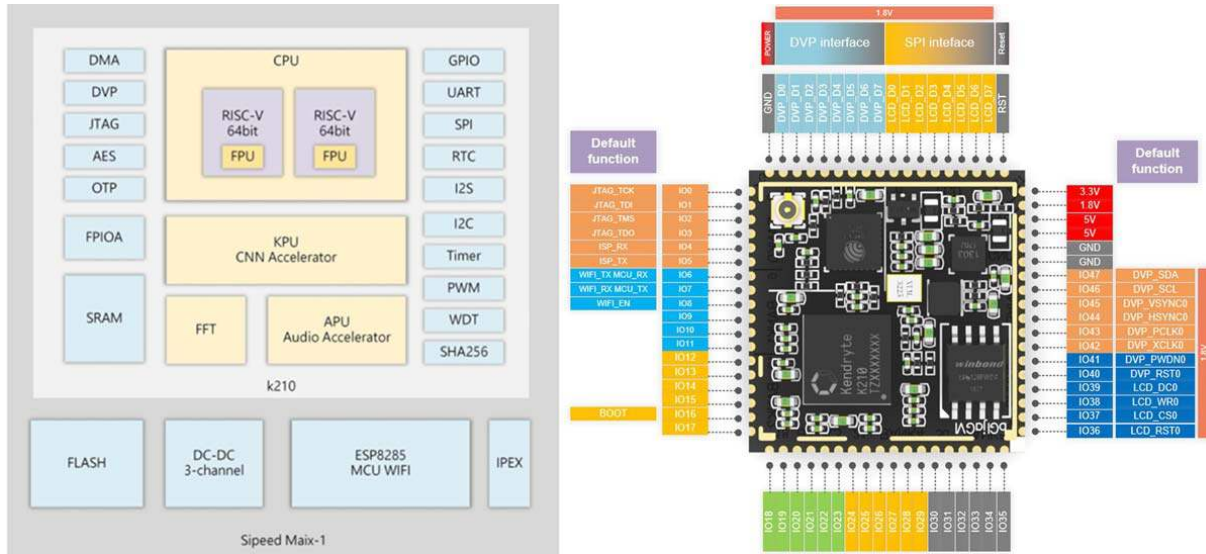 DMA
DVP
JTAG
AES
OTP
FPIOA
SRAM
CPU
RISC-V
64bit
FPU
RISC-V
64bit
FPU
KPU
CNN Accelerator
FFT
APU
Audio Accelerator
GPIO
UART
SPI
RTC
I2S
I2C
Timer
PWM
WDT
SHA256
k210
FLASH
DC-DC
3-channel
ESP8285
MCU WIFI
IPEX
Sipeed Maix-1
1.8V
POWER
DVP interface
SPI inteface
Reset
GND
DVP_D0
DVP_D1
DVP_D2
DVP_D3
DVP_D4
DVP_D5
DVP_D6
DVP_D7
LCD_D0
LCD_D1
LCD_D2
LCD_D3
LCD_D4
LCD_D5
LCD_D6
LCD_D7
RST
Default
function
JTAG_TCK IO0
JTAG_TDI IO1
JTAG_TMS IO2
JTAG_TDO IO3
ISP_RX IO4
ISP_TX IO5
WIFI_TX MCU_RX IO6
WIFI_RX MCU_TX IO7
WIFI_EN IO8
IO9
IO10
IO11
IO12
IO13
IO14
IO15
BOOT IO16
IO17
Kendryte
K210
TZXXXXXXX
winbond
Default
function
3.3V
1.8V
5V
5V
GND
GND
IO47 DVP_SDA
IO46 DVP_SCL
IO45 DVP_VSYNC0
IO44 DVP_HSYNC0
IO43 DVP_PCLK0
IO42 DVP_XCLK0
IO41 DVP_PWDN0
IO40 DVP_RST0
IO39 LCD_DC0
IO38 LCD_WR0
IO37 LCD_CS0
IO36 LCD_RST0
1.8V
IO18
IO19
IO20
IO21
IO22
IO23
IO24
IO25
IO26
IO27
IO28
IO29
IO30
IO31
IO32
IO33
IO34
IO35